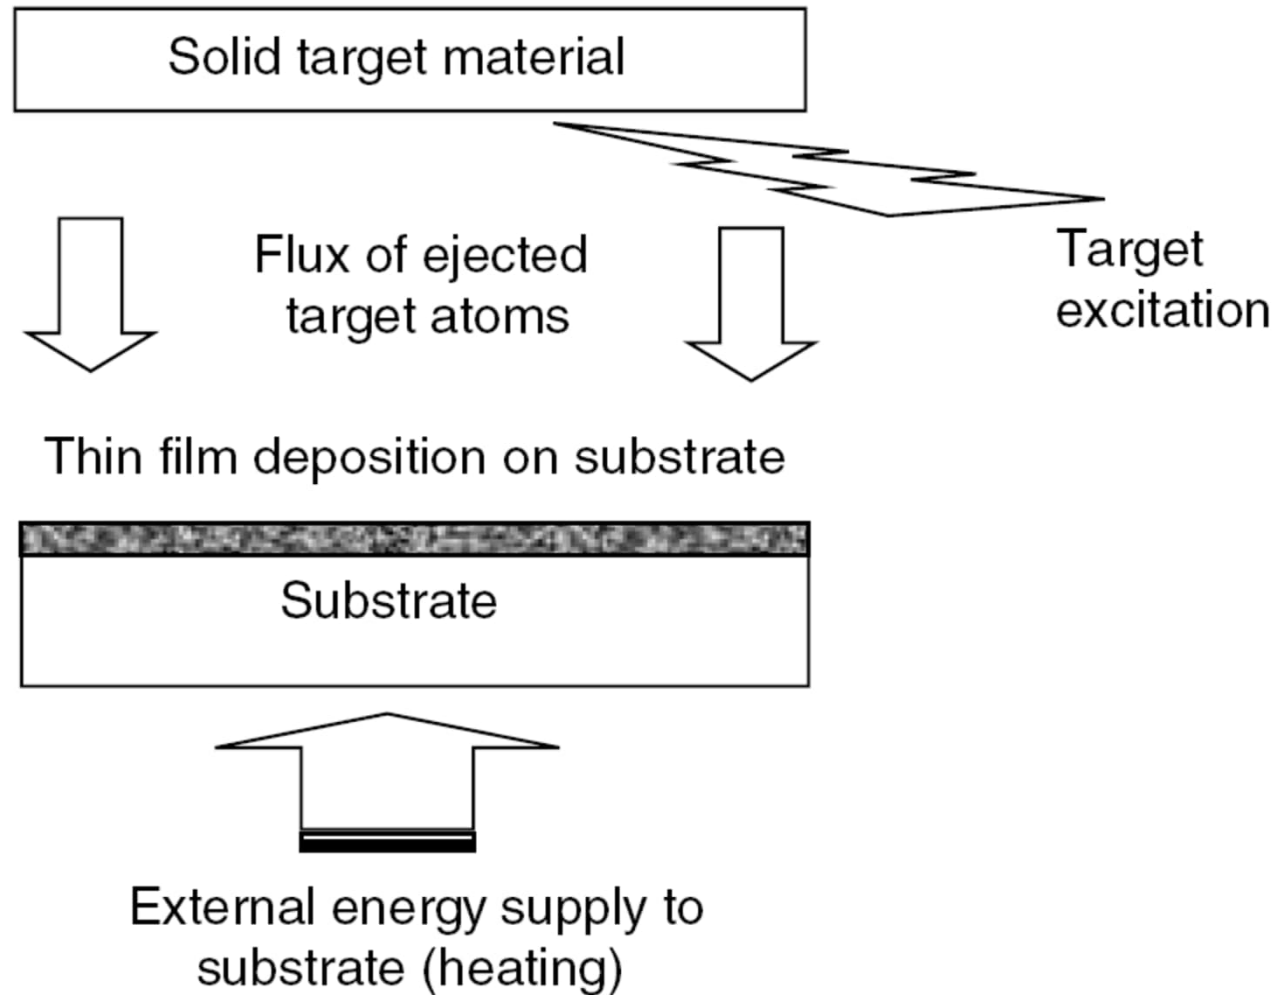 Solid target material
Flux of ejected
target atoms
Target
excitation
Thin film deposition on substrate
Substrate
External energy supply to
substrate (heating)